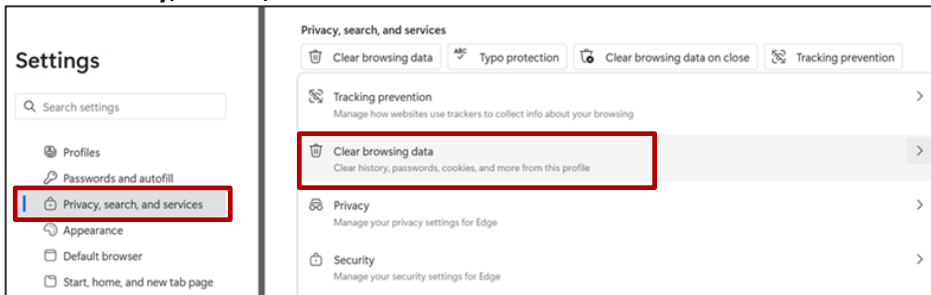 Settings
Search settings
Profiles
Passwords and autofill
Privacy, search, and services
Appearance
Default browser
Start, home, and new tab page
Privacy, search, and services
Clear browsing data
ABC
Typo protection
Clear browsing data on close
Tracking prevention
Tracking prevention
Manage how websites use trackers to collect info about your browsing
Clear browsing data
Clear history, passwords, cookies, and more from this profile
Privacy
Manage your privacy settings for Edge
Security
Manage your security settings for Edge